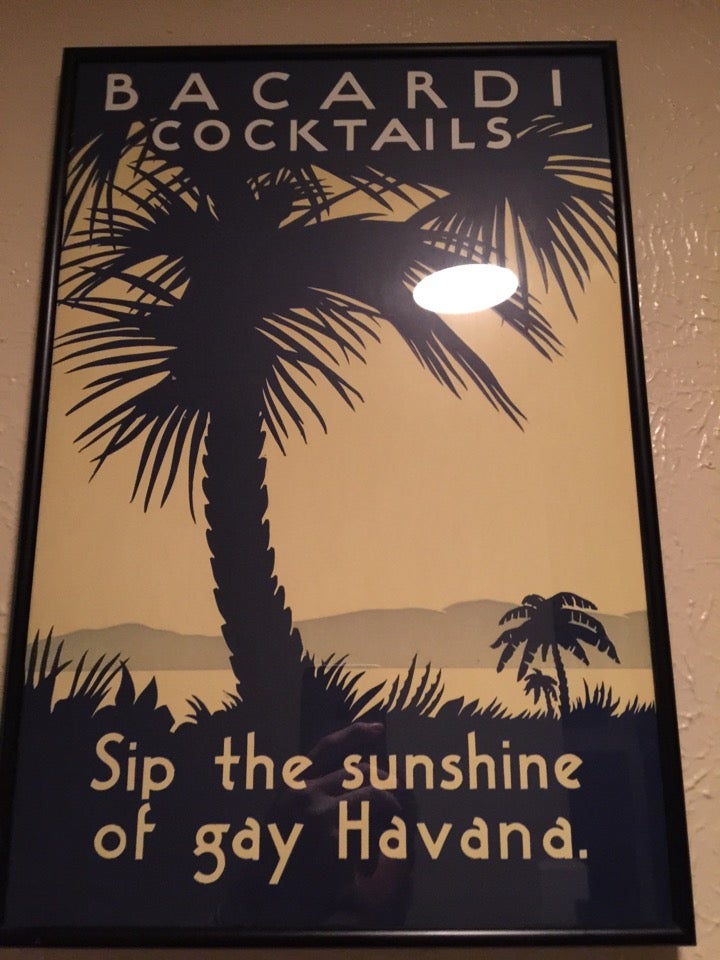 BACARDI
COCKTAILS
Sip the sunshine
of gay Havana.